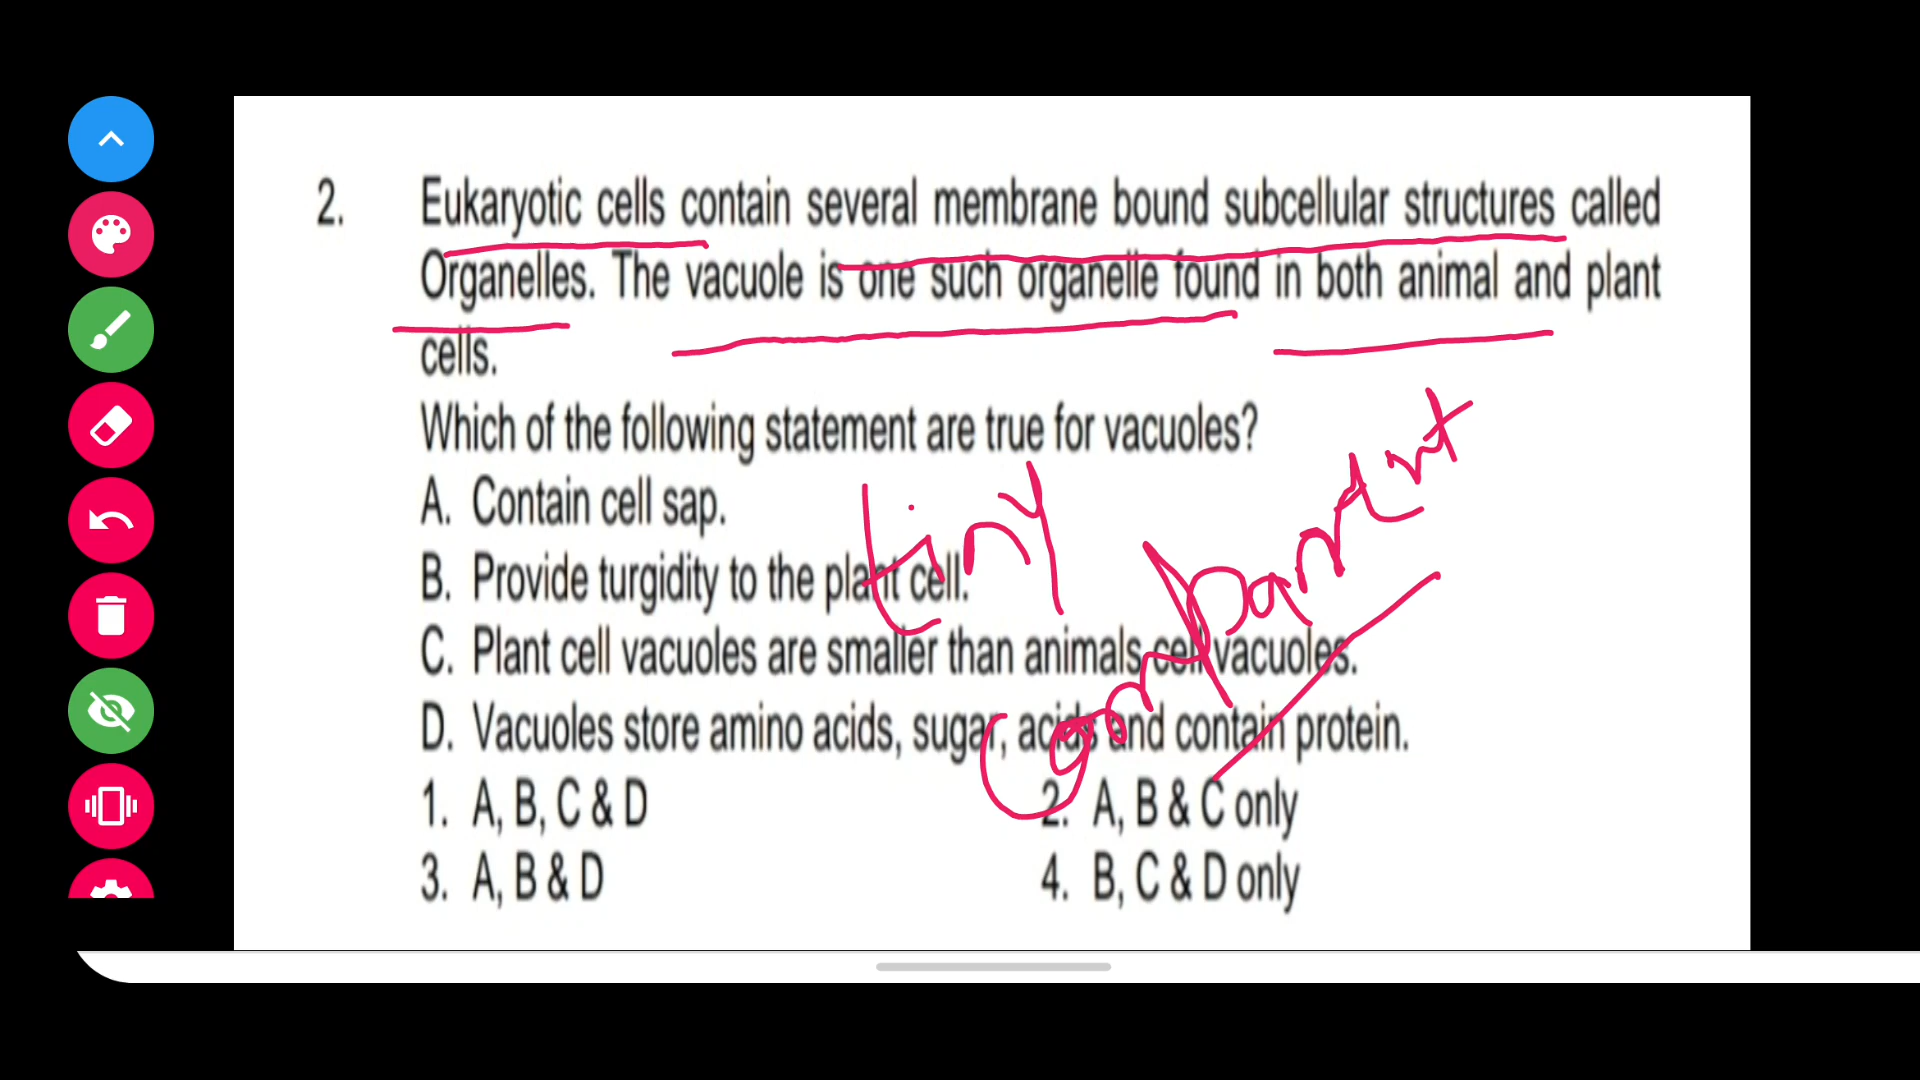 2. Eukaryotic cells contain several membrane bound subcellular structures called
Organelles. The vacuole is one such organelle found in both animal and plant
cells.
Which of the following statement are true for vacuoles?
A. Contain cell sap.
B. Provide turgidity to the plant cell.
C. Plant cell vacuoles are smaller than animals cell vacuoles.
D. Vacuoles store amino acids, sugar, acids and contain protein.
1. A, B, C & D 2. A, B & C only
3. A, B & D 4. B, C & D only
tiny